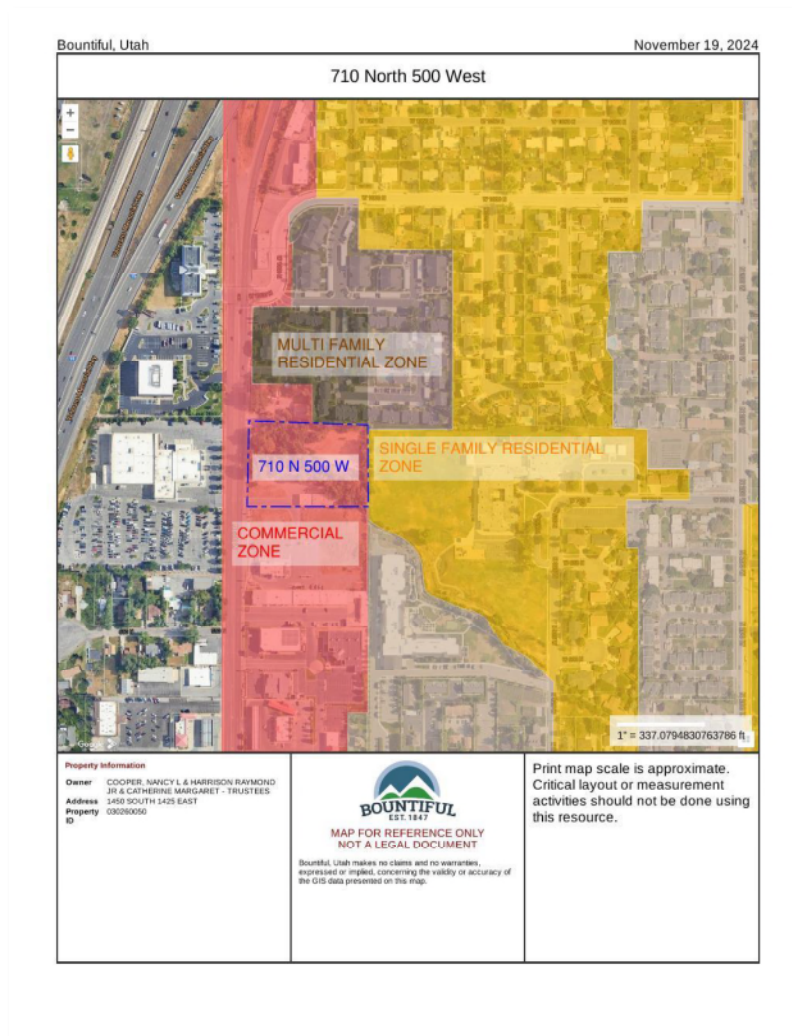 Bountiful, Utah
November 19, 2024
710 North 500 West
+
−
MULTI FAMILY
RESIDENTIAL ZONE
SINGLE FAMILY RESIDENTIAL
ZONE
710 N 500 W
COMMERCIAL
ZONE
Google
1" = 337.0794830763786 ft
Property Information
Owner COOPER, NANCY L & HARRISON RAYMOND
JR & CATHERINE MARGARET - TRUSTEES
Address 1450 SOUTH 1425 EAST
Property 030260050
ID
BOUNTIFUL
EST. 1847
MAP FOR REFERENCE ONLY
NOT A LEGAL DOCUMENT
Bountiful, Utah makes no claims and no warranties,
expressed or implied, concerning the validity or accuracy of
the GIS data presented on this map.
Print map scale is approximate.
Critical layout or measurement
activities should not be done using
this resource.